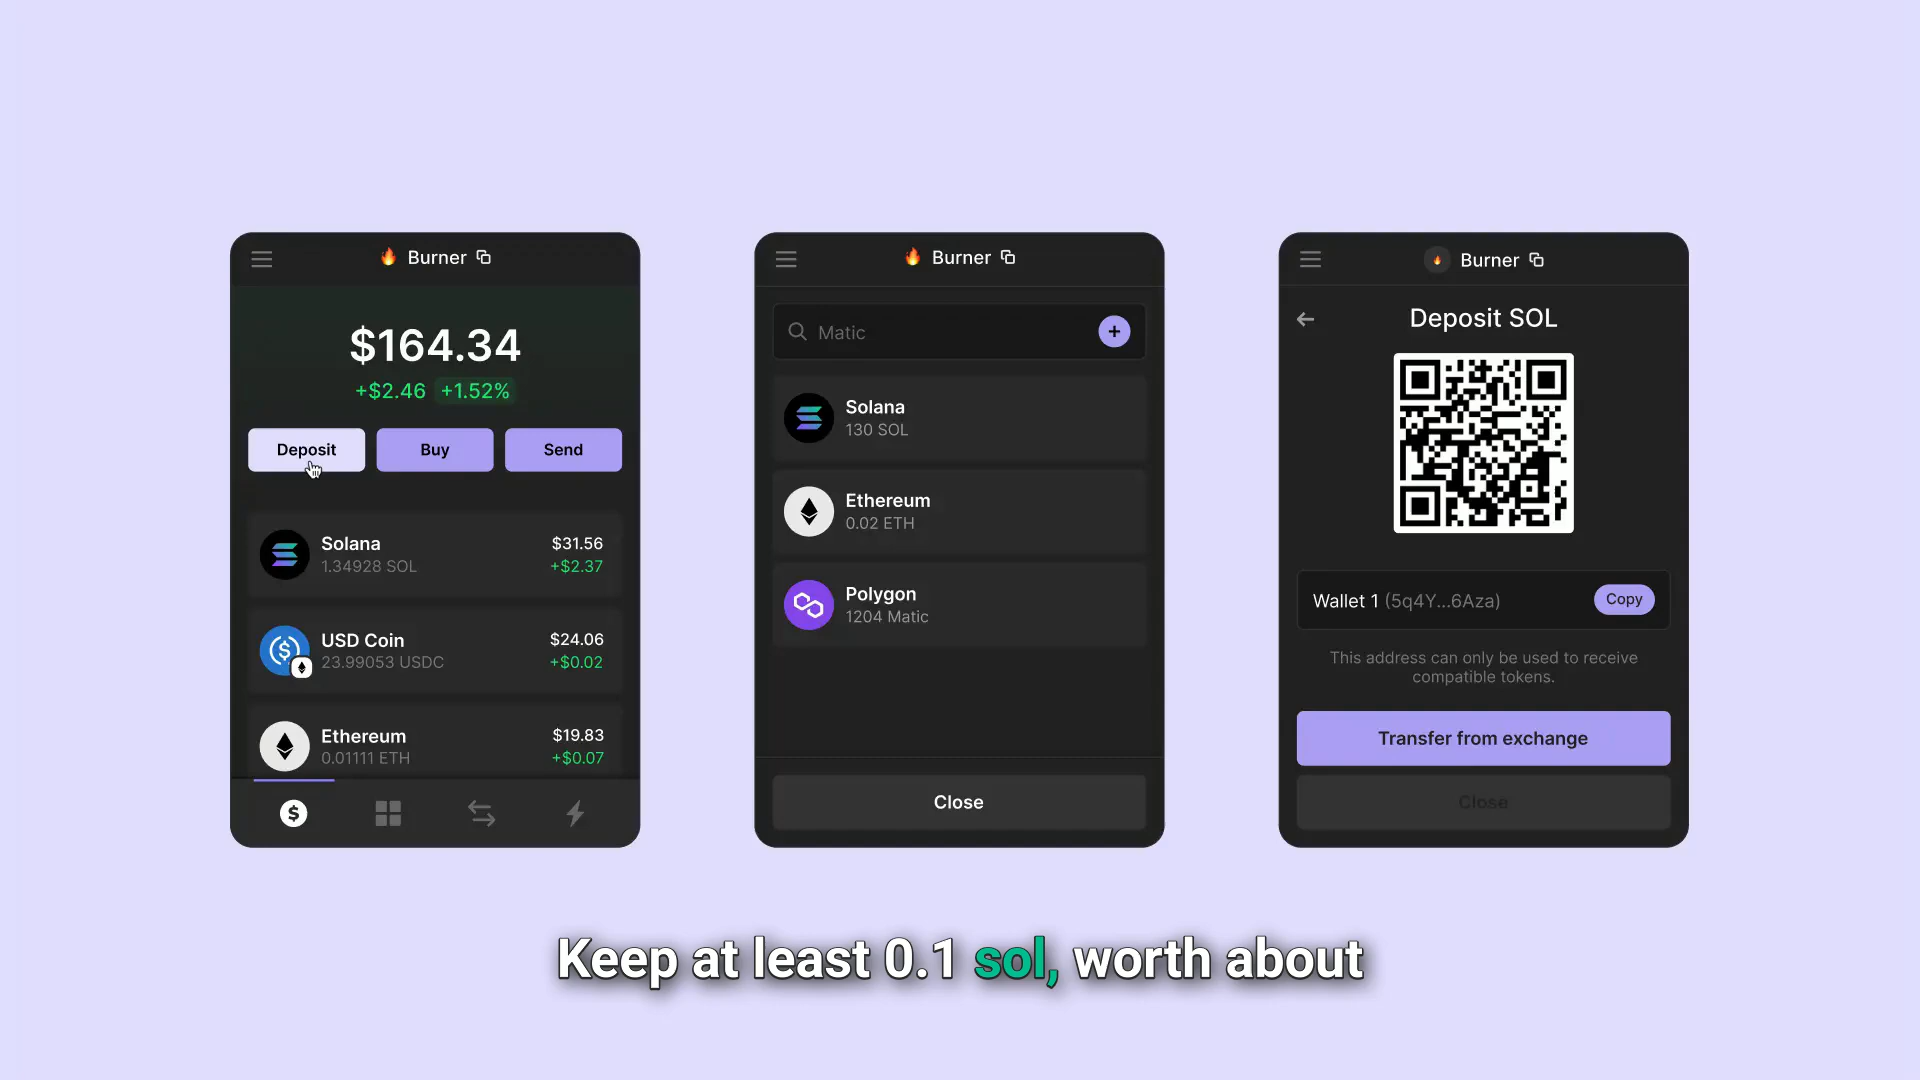 Burner
$164.34
+$2.46 +1.52%
Deposit Buy Send
Solana $31.56
1.34928 SOL +$2.37
USD Coin $24.06
23.99053 USDC +$0.02
Ethereum $19.83
0.01111 ETH +$0.07
Burner
Matic
Solana
130 SOL
Ethereum
0.02 ETH
Polygon
1204 Matic
Close
Burner
Deposit SOL
Wallet 1 (5q4Y...6Aza) Copy
This address can only be used to receive
compatible tokens.
Transfer from exchange
Close
Keep at least 0.1 sol, worth about